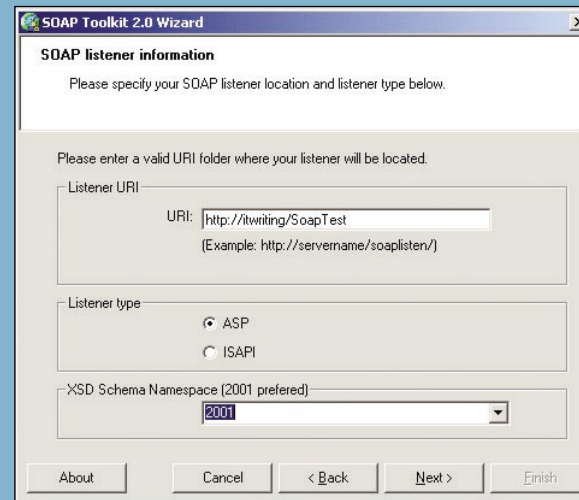 SOAP Toolkit 2.0 Wizard
SOAP listener information
Please specify your SOAP listener location and listener type below.
Please enter a valid URI folder where your listener will be located.
Listener URI
URI: http://itwriting/SoapTest
(Example: http://servername/soaplisten/)
Listener type
ASP
ISAPI
XSD Schema Namespace (2001 prefered)
2001
About Cancel < Back Next > Finish